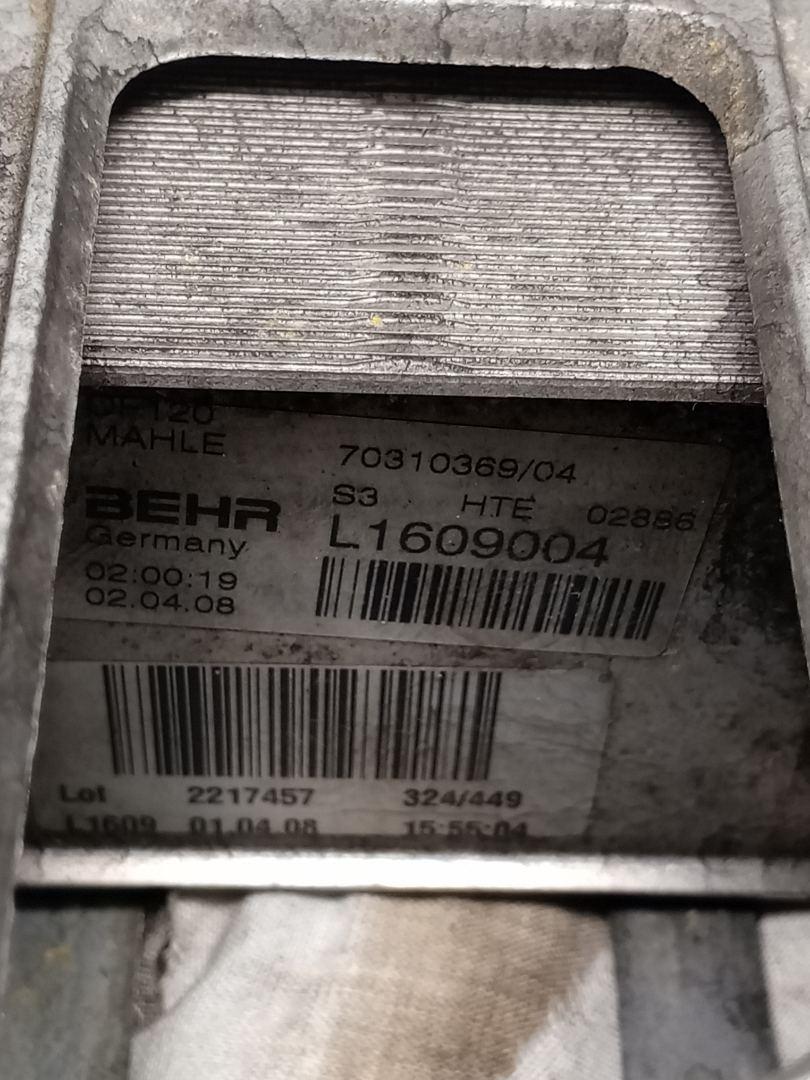 MAHLE
70310369/04
BEHR
S3 HTE 02886
Germany
L1609004
02:00:19
02.04.08
Lot 2217457 324/449
L1609 01.04.08 15:55:04